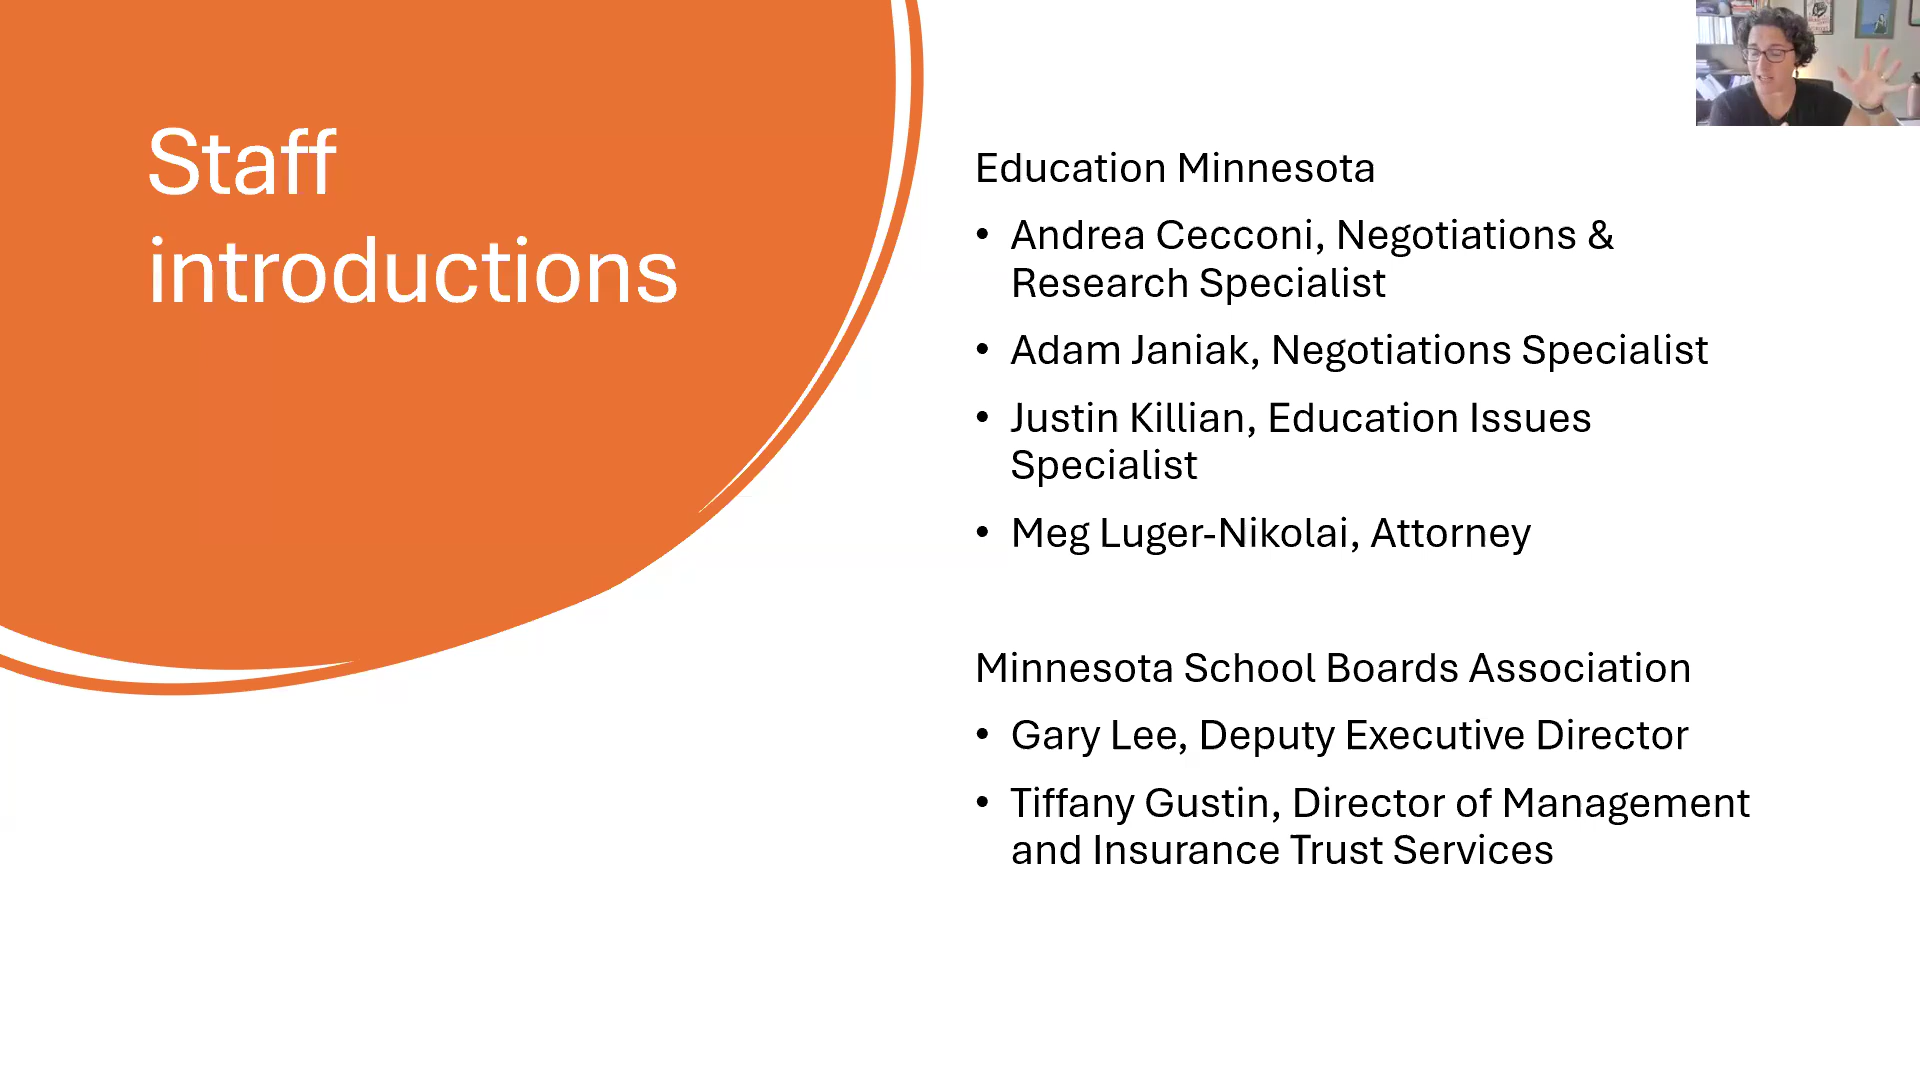 Staff
introductions
Education Minnesota
• Andrea Cecconi, Negotiations &
Research Specialist
• Adam Janiak, Negotiations Specialist
• Justin Killian, Education Issues
Specialist
• Meg Luger-Nikolai, Attorney
Minnesota School Boards Association
• Gary Lee, Deputy Executive Director
• Tiffany Gustin, Director of Management
and Insurance Trust Services